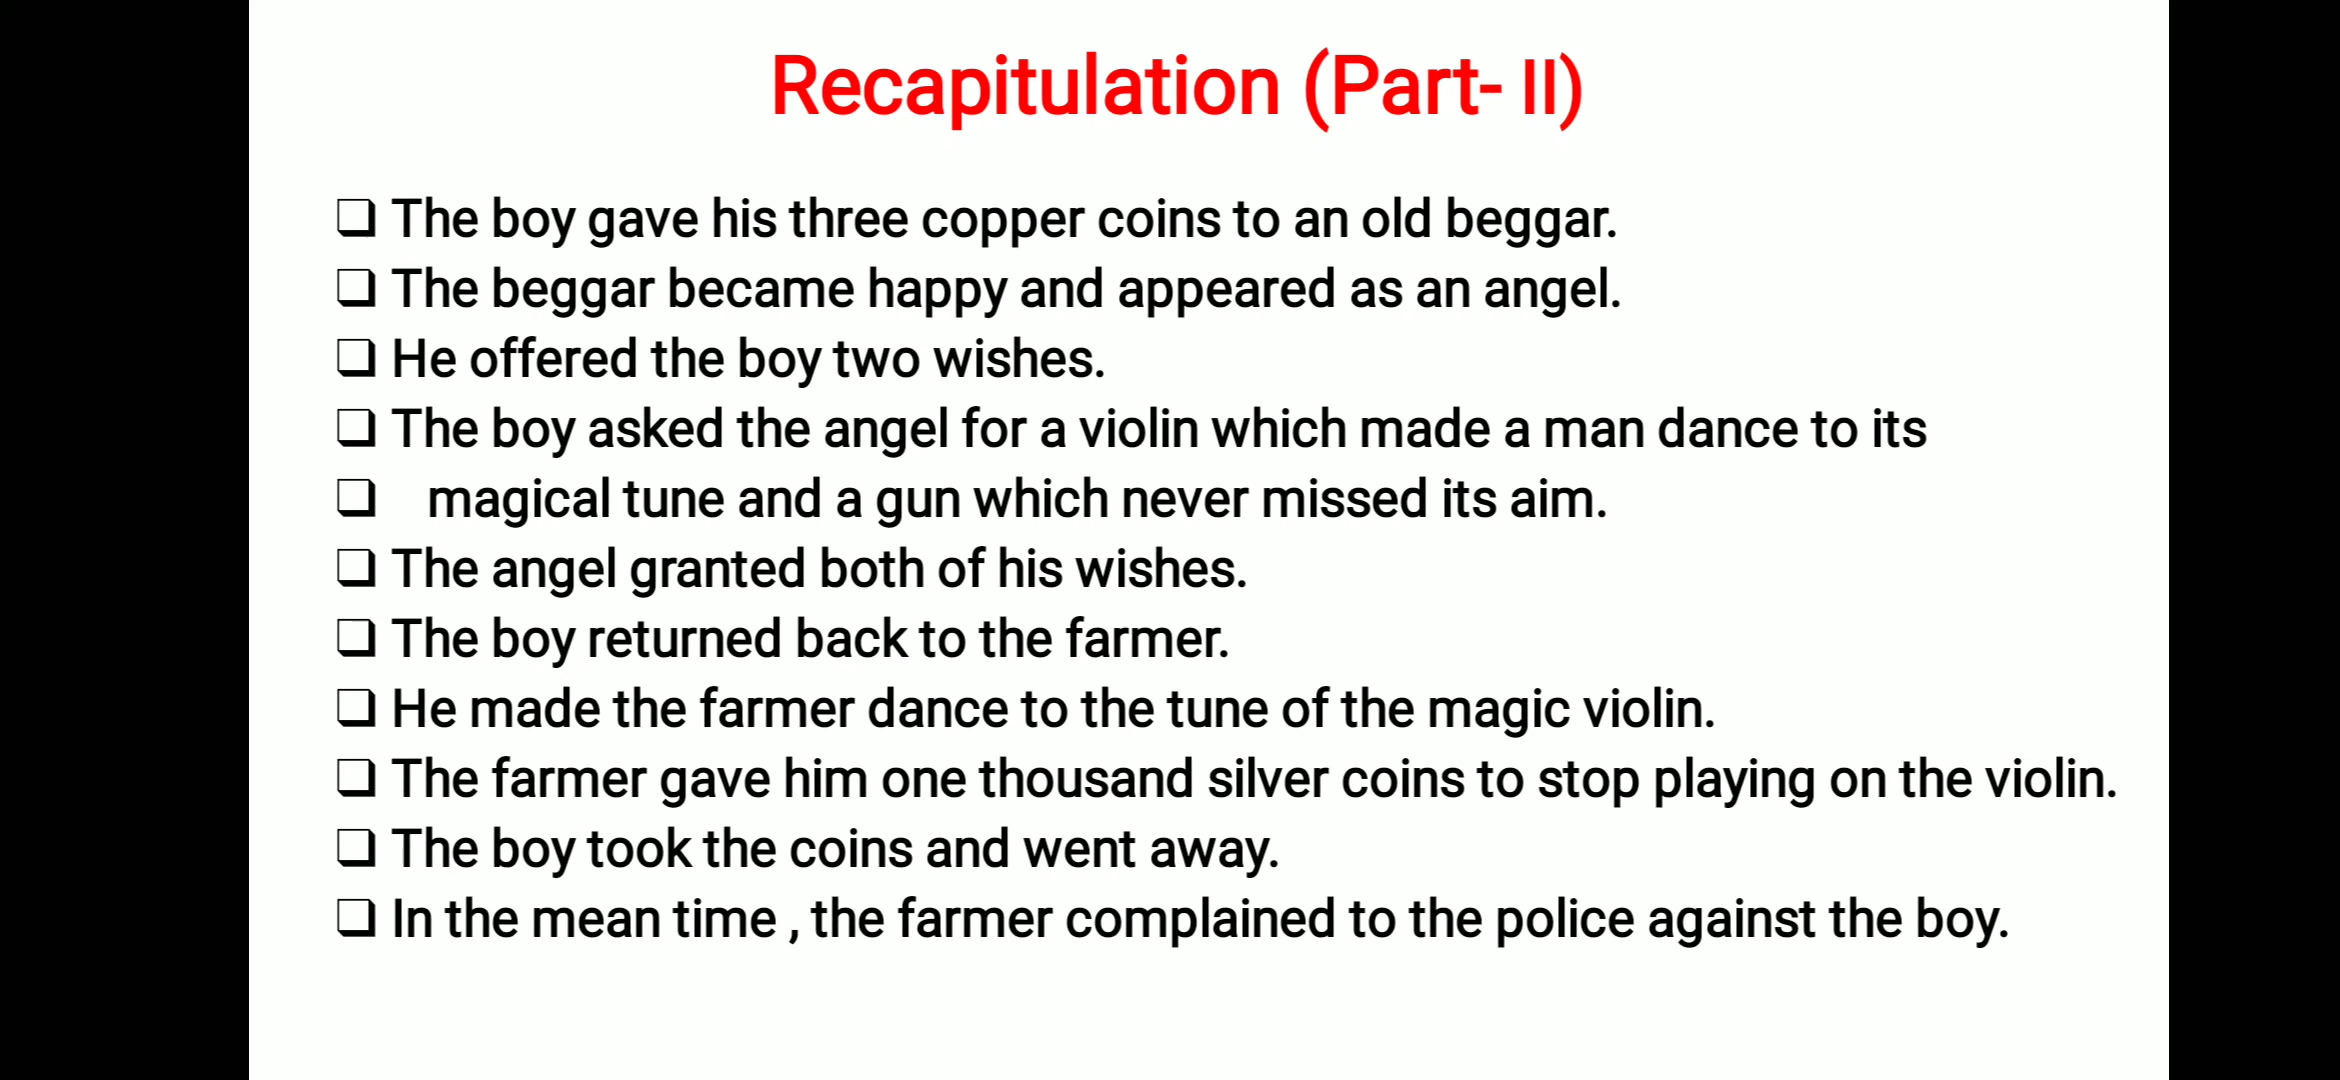 Recapitulation (Part- II)
❑ The boy gave his three copper coins to an old beggar.
❑ The beggar became happy and appeared as an angel.
❑ He offered the boy two wishes.
❑ The boy asked the angel for a violin which made a man dance to its
❑ magical tune and a gun which never missed its aim.
❑ The angel granted both of his wishes.
❑ The boy returned back to the farmer.
❑ He made the farmer dance to the tune of the magic violin.
❑ The farmer gave him one thousand silver coins to stop playing on the violin.
❑ The boy took the coins and went away.
❑ In the mean time , the farmer complained to the police against the boy.